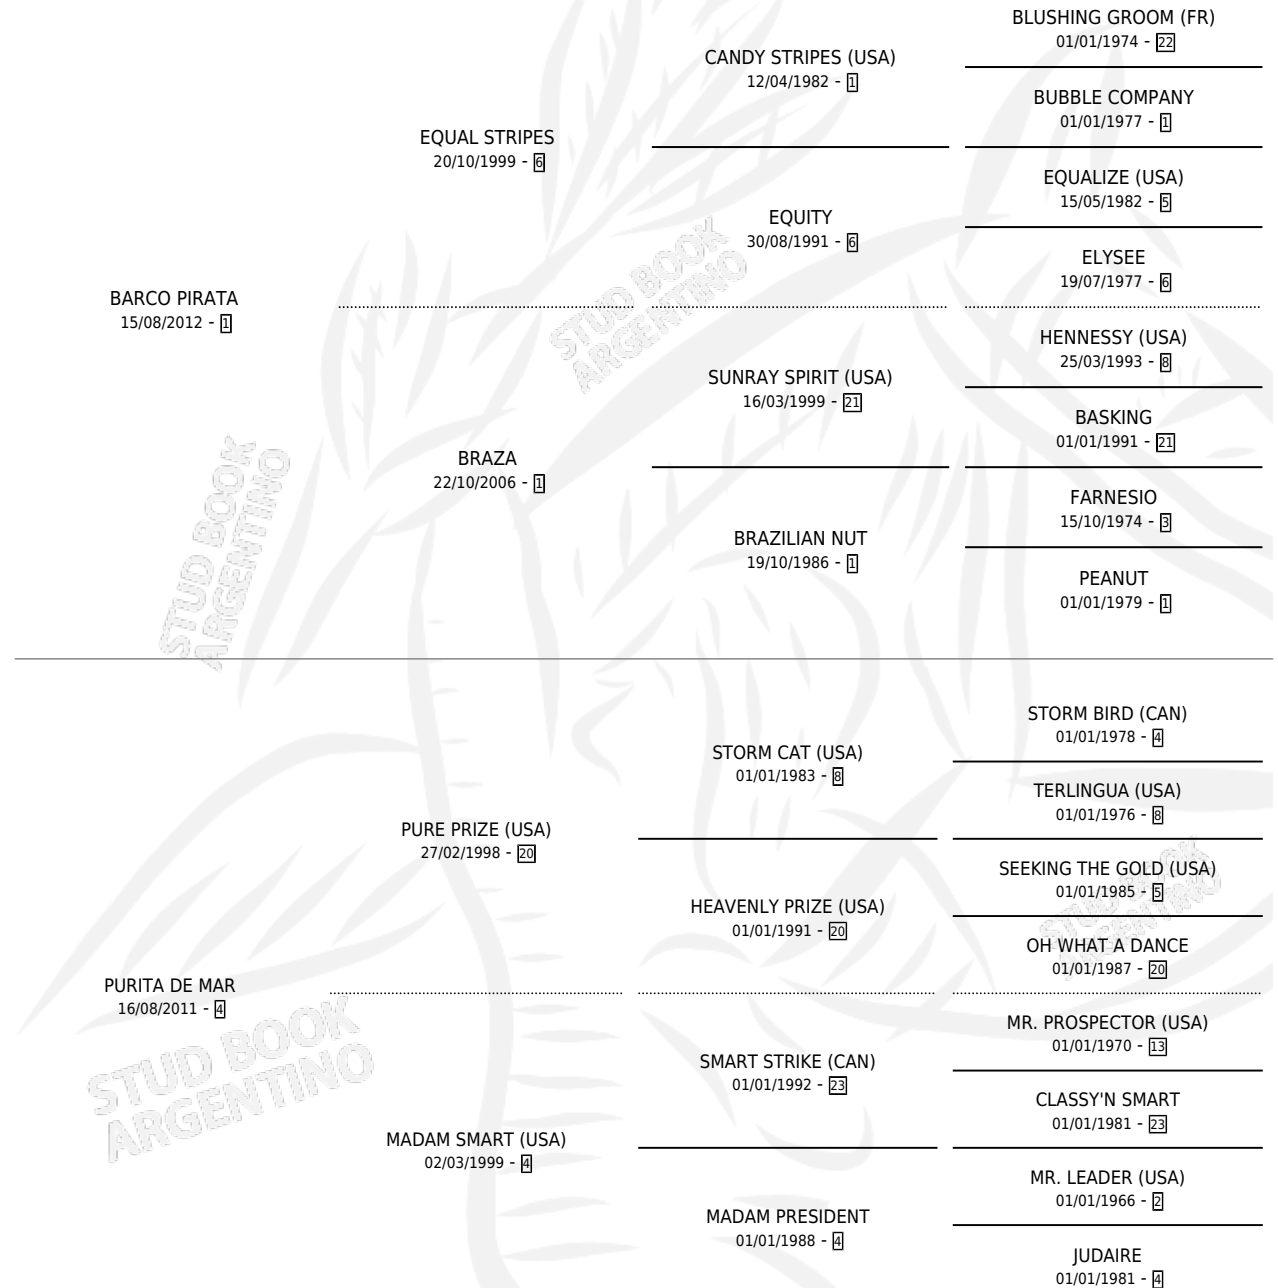 BLUSHING GROOM (FR)
01/01/1974 - 22
CANDY STRIPES (USA)
12/04/1982 - 1
BUBBLE COMPANY
01/01/1977 - 1
EQUAL STRIPES
20/10/1999 - 6
EQUALIZE (USA)
15/05/1982 - 5
EQUITY
30/08/1991 - 6
ELYSEE
19/07/1977 - 6
BARCO PIRATA
15/08/2012 - 1
HENNESSY (USA)
25/03/1993 - 8
SUNRAY SPIRIT (USA)
16/03/1999 - 21
BASKING
01/01/1991 - 21
BRAZA
22/10/2006 - 1
FARNESIO
15/10/1974 - 3
BRAZILIAN NUT
19/10/1986 - 1
PEANUT
01/01/1979 - 1
STUD BOOK
ARGENTINO
STUD BOOK
ARGENTINO
STORM BIRD (CAN)
01/01/1978 - 4
STORM CAT (USA)
01/01/1983 - 8
TERLINGUA (USA)
01/01/1976 - 8
PURE PRIZE (USA)
27/02/1998 - 20
SEEKING THE GOLD (USA)
01/01/1985 - 5
HEAVENLY PRIZE (USA)
01/01/1991 - 20
OH WHAT A DANCE
01/01/1987 - 20
PURITA DE MAR
16/08/2011 - 4
MR. PROSPECTOR (USA)
01/01/1970 - 13
SMART STRIKE (CAN)
01/01/1992 - 23
CLASSY'N SMART
01/01/1981 - 23
MADAM SMART (USA)
02/03/1999 - 4
MR. LEADER (USA)
01/01/1966 - 2
MADAM PRESIDENT
01/01/1988 - 4
JUDAIRE
01/01/1981 - 4
STUD BOOK
ARGENTINO
STUD BOOK
ARGENTINO